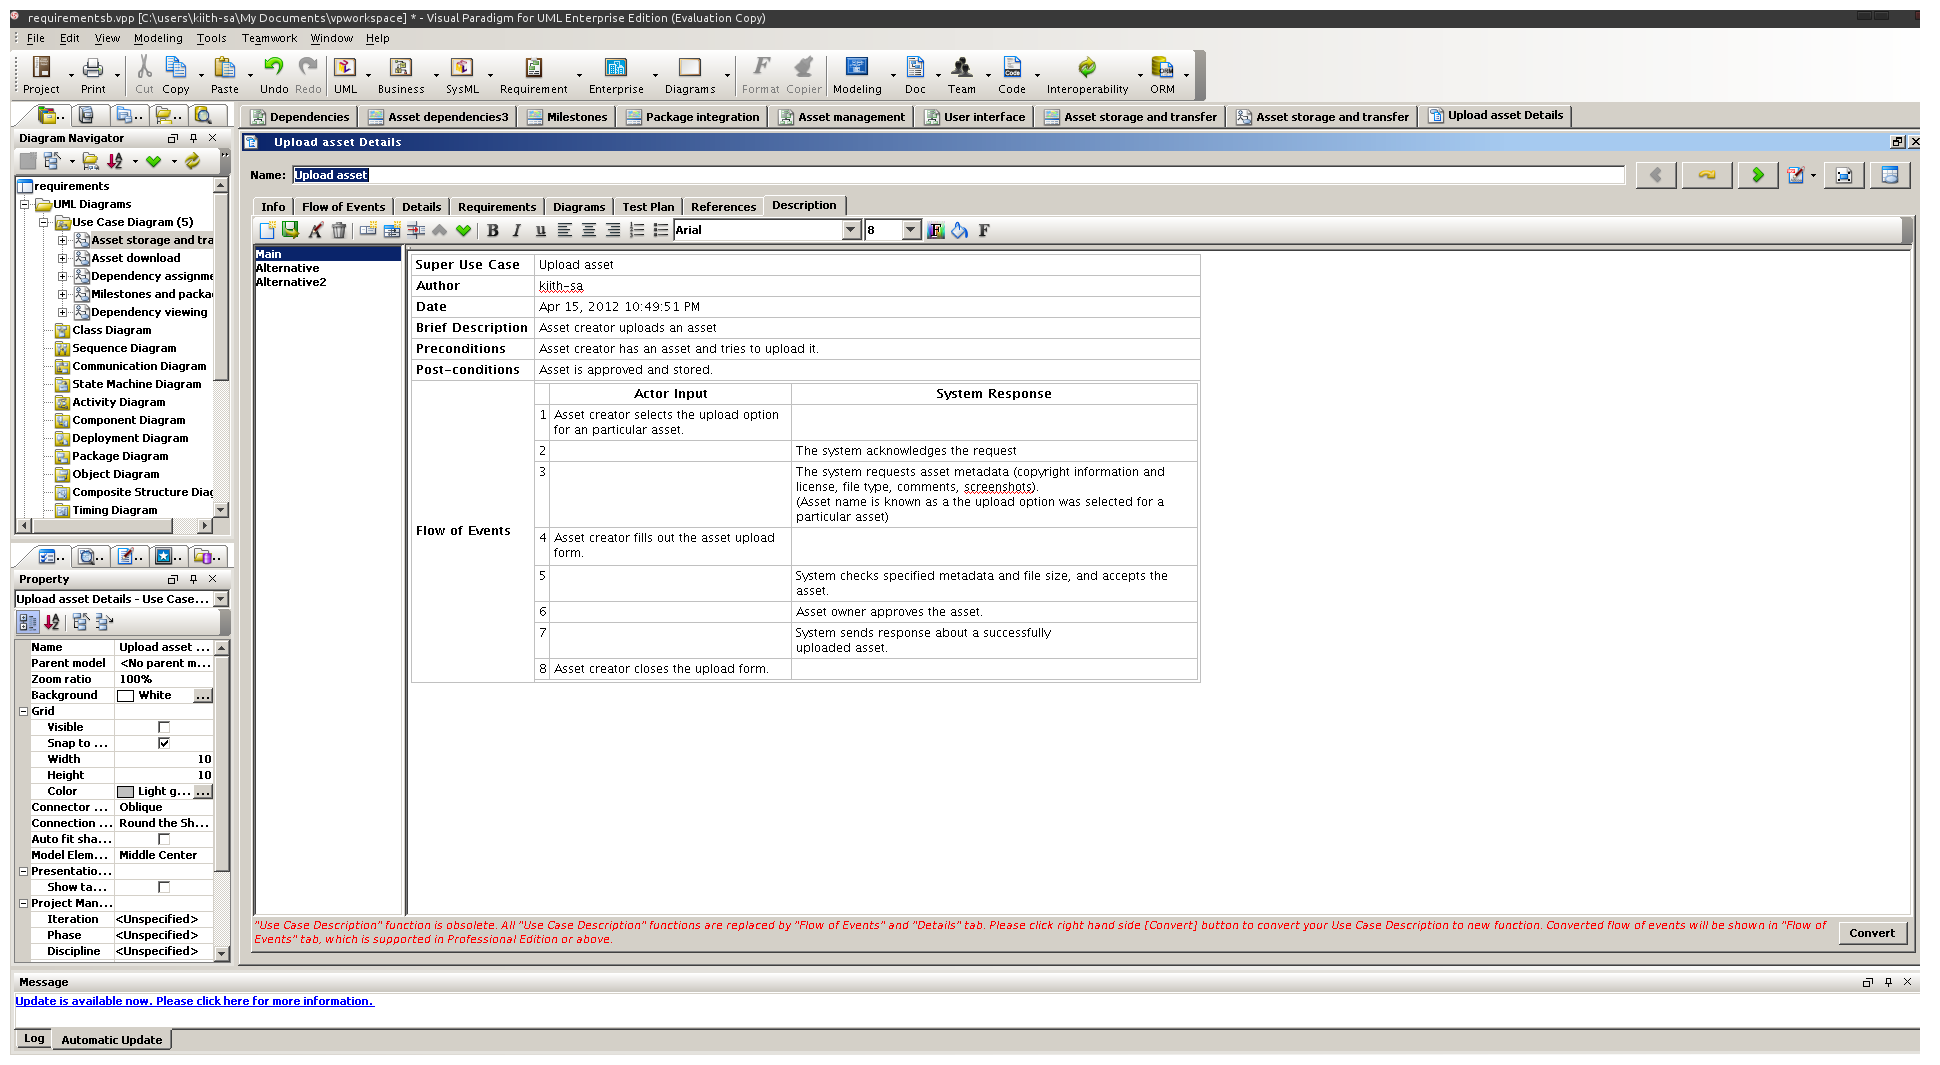 requirementsb.vpp [C:\users\kiith-sa\My Documents\vpworkspace] * - Visual Paradigm for UML Enterprise Edition (Evaluation Copy)
File Edit View Modeling Tools Teamwork Window Help
Project Print Cut Copy Paste Undo Redo UML Business SysML Requirement Enterprise Diagrams Format Copier Modeling Doc Team Code Interoperability ORM
Dependencies Asset dependencies3 Milestones Package integration Asset management User interface Asset storage and transfer Asset storage and transfer Upload asset Details
Diagram Navigator
requirements
UML Diagrams
Use Case Diagram (5)
Asset storage and tra
Asset download
Dependency assignme
Milestones and packa
Dependency viewing
Class Diagram
Sequence Diagram
Communication Diagram
State Machine Diagram
Activity Diagram
Component Diagram
Deployment Diagram
Package Diagram
Object Diagram
Composite Structure Diag
Timing Diagram
Property
Upload asset Details - Use Case...
Name Upload asset ...
Parent model <No parent m...
Zoom ratio 100%
Background White ...
Grid
Visible
Snap to ...
Width 10
Height 10
Color Light g... ...
Connector ... Oblique
Connection ... Round the Sh...
Auto fit sha...
Model Elem... Middle Center
Presentatio...
Show ta...
Project Man...
Iteration <Unspecified>
Phase <Unspecified>
Discipline <Unspecified>
Upload asset Details
Name: Upload asset
Info Flow of Events Details Requirements Diagrams Test Plan References Description
B I u Arial 8 F F
Main
Alternative
Alternative2
Super Use Case Upload asset
Author kiith-sa
Date Apr 15, 2012 10:49:51 PM
Brief Description Asset creator uploads an asset
Preconditions Asset creator has an asset and tries to upload it.
Post-conditions Asset is approved and stored.
Flow of Events
Actor Input System Response
1 Asset creator selects the upload option
for an particular asset.
2 The system acknowledges the request
3 The system requests asset metadata (copyright information and
license, file type, comments, screenshots).
(Asset name is known as a the upload option was selected for a
particular asset)
4 Asset creator fills out the asset upload
form.
5 System checks specified metadata and file size, and accepts the
asset.
6 Asset owner approves the asset.
7 System sends response about a successfully
uploaded asset.
8 Asset creator closes the upload form.
"Use Case Description" function is obsolete. All "Use Case Description" functions are replaced by "Flow of Events" and "Details" tab. Please click right hand side [Convert] button to convert your Use Case Description to new function. Converted flow of events will be shown in "Flow of
Events" tab, which is supported in Professional Edition or above.
Convert
Message
Update is available now. Please click here for more information.
Log Automatic Update